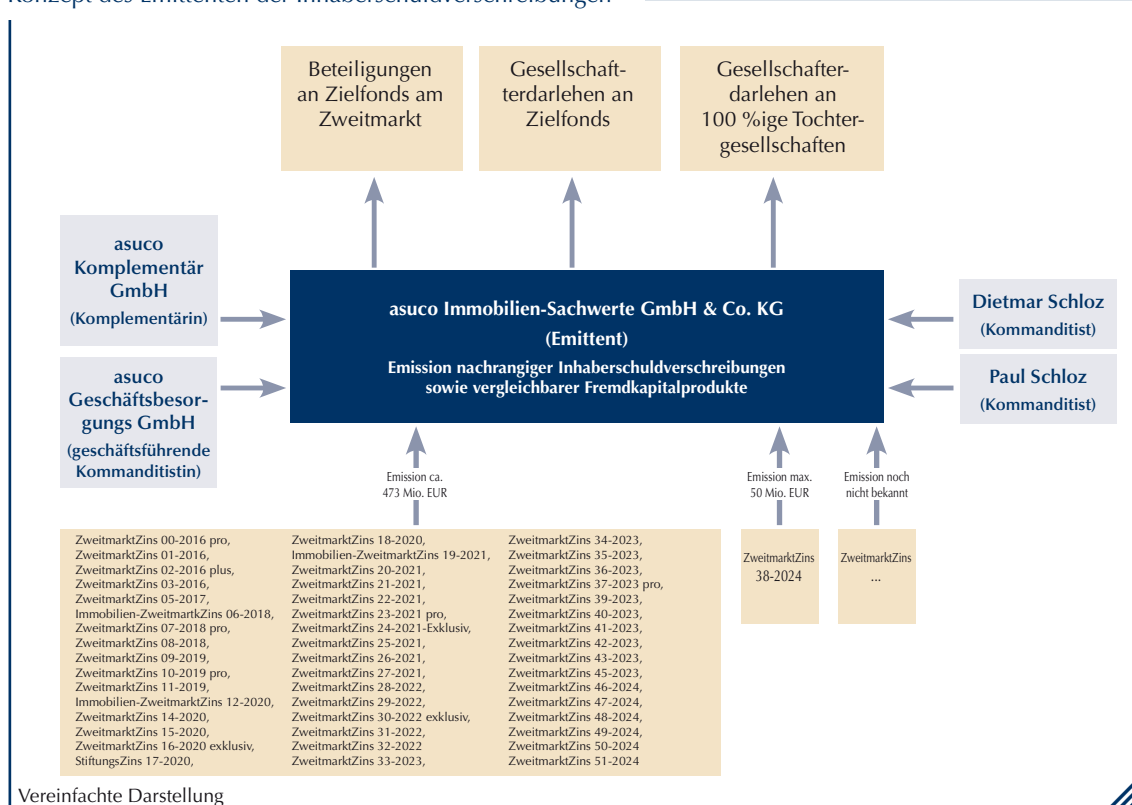 Konzept des Emittenten der Inhaberschuldverschreibungen
Beteiligungen
an Zielfonds am
Zweitmarkt
Gesellschaf-
terdarlehen an
Zielfonds
Gesellschafter-
darlehen an
100 %ige Tochter-
gesellschaften
asuco
Komplementär
GmbH
(Komplementärin)
asuco
Geschäftsbesor-
gungs GmbH
(geschäftsführende
Kommanditistin)
asuco Immobilien-Sachwerte GmbH & Co. KG
(Emittent)
Emission nachrangiger Inhaberschuldverschreibungen
sowie vergleichbarer Fremdkapitalprodukte
Dietmar Schloz
(Kommanditist)
Paul Schloz
(Kommanditist)
Emission ca.
473 Mio. EUR
Emission max.
50 Mio. EUR
Emission noch
nicht bekannt
ZweitmarktZins 00-2016 pro,
ZweitmarktZins 01-2016,
ZweitmarktZins 02-2016 plus,
ZweitmarktZins 03-2016,
ZweitmarktZins 05-2017,
Immobilien-ZweitmartkZins 06-2018,
ZweitmarktZins 07-2018 pro,
ZweitmarktZins 08-2018,
ZweitmarktZins 09-2019,
ZweitmarktZins 10-2019 pro,
ZweitmarktZins 11-2019,
Immobilien-ZweitmarktZins 12-2020,
ZweitmarktZins 14-2020,
ZweitmarktZins 15-2020,
ZweitmarktZins 16-2020 exklusiv,
StiftungsZins 17-2020,
ZweitmarktZins 18-2020,
Immobilien-ZweitmarktZins 19-2021,
ZweitmarktZins 20-2021,
ZweitmarktZins 21-2021,
ZweitmarktZins 22-2021,
ZweitmarktZins 23-2021 pro,
ZweitmarktZins 24-2021-Exklusiv,
ZweitmarktZins 25-2021,
ZweitmarktZins 26-2021,
ZweitmarktZins 27-2021,
ZweitmarktZins 28-2022,
ZweitmarktZins 29-2022,
ZweitmarktZins 30-2022 exklusiv,
ZweitmarktZins 31-2022,
ZweitmarktZins 32-2022
ZweitmarktZins 33-2023,
ZweitmarktZins 34-2023,
ZweitmarktZins 35-2023,
ZweitmarktZins 36-2023,
ZweitmarktZins 37-2023 pro,
ZweitmarktZins 39-2023,
ZweitmarktZins 40-2023,
ZweitmarktZins 41-2023,
ZweitmarktZins 42-2023,
ZweitmarktZins 43-2023,
ZweitmarktZins 45-2023,
ZweitmarktZins 46-2024,
ZweitmarktZins 47-2024,
ZweitmarktZins 48-2024,
ZweitmarktZins 49-2024,
ZweitmarktZins 50-2024
ZweitmarktZins 51-2024
ZweitmarktZins
38-2024
ZweitmarktZins
...
Vereinfachte Darstellung